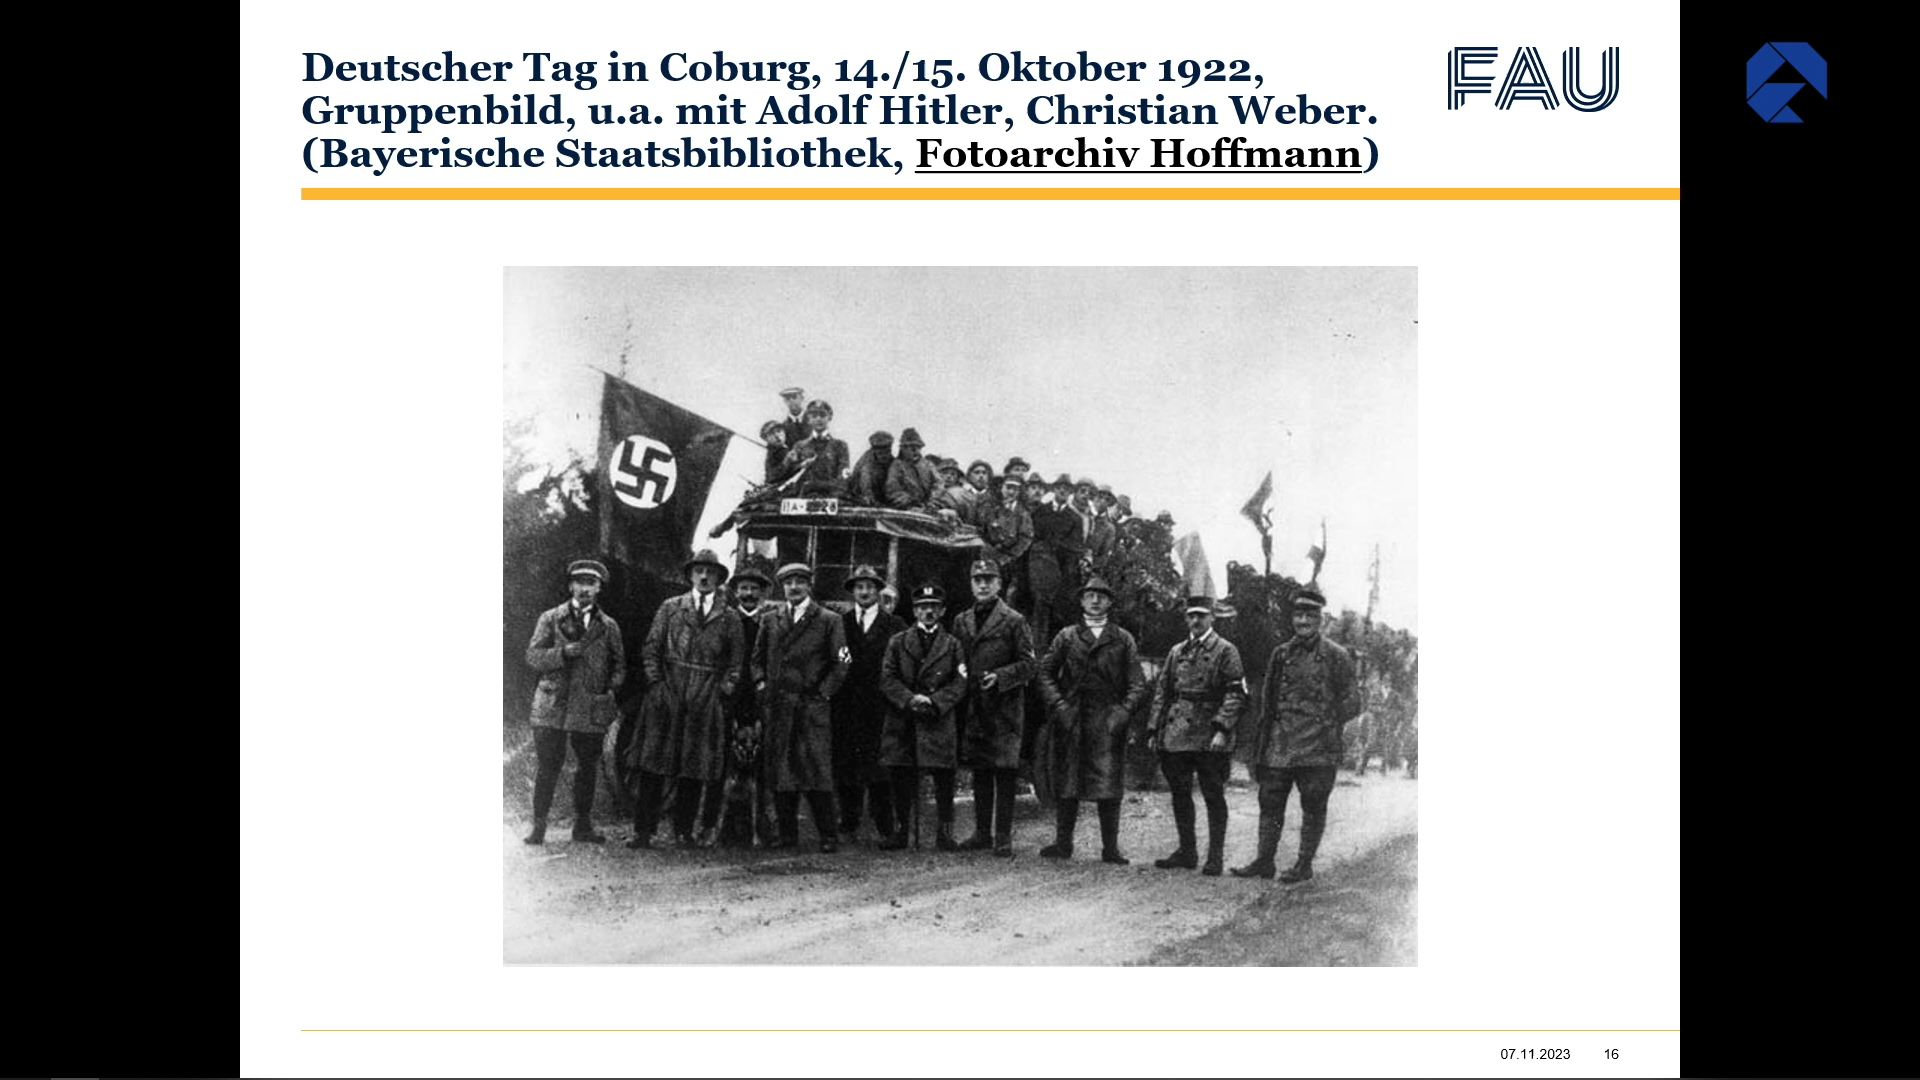 Deutscher Tag in Coburg, 14./15. Oktober 1922,
Gruppenbild, u.a. mit Adolf Hitler, Christian Weber.
(Bayerische Staatsbibliothek, Fotoarchiv Hoffmann)
FAU
07.11.2023 16